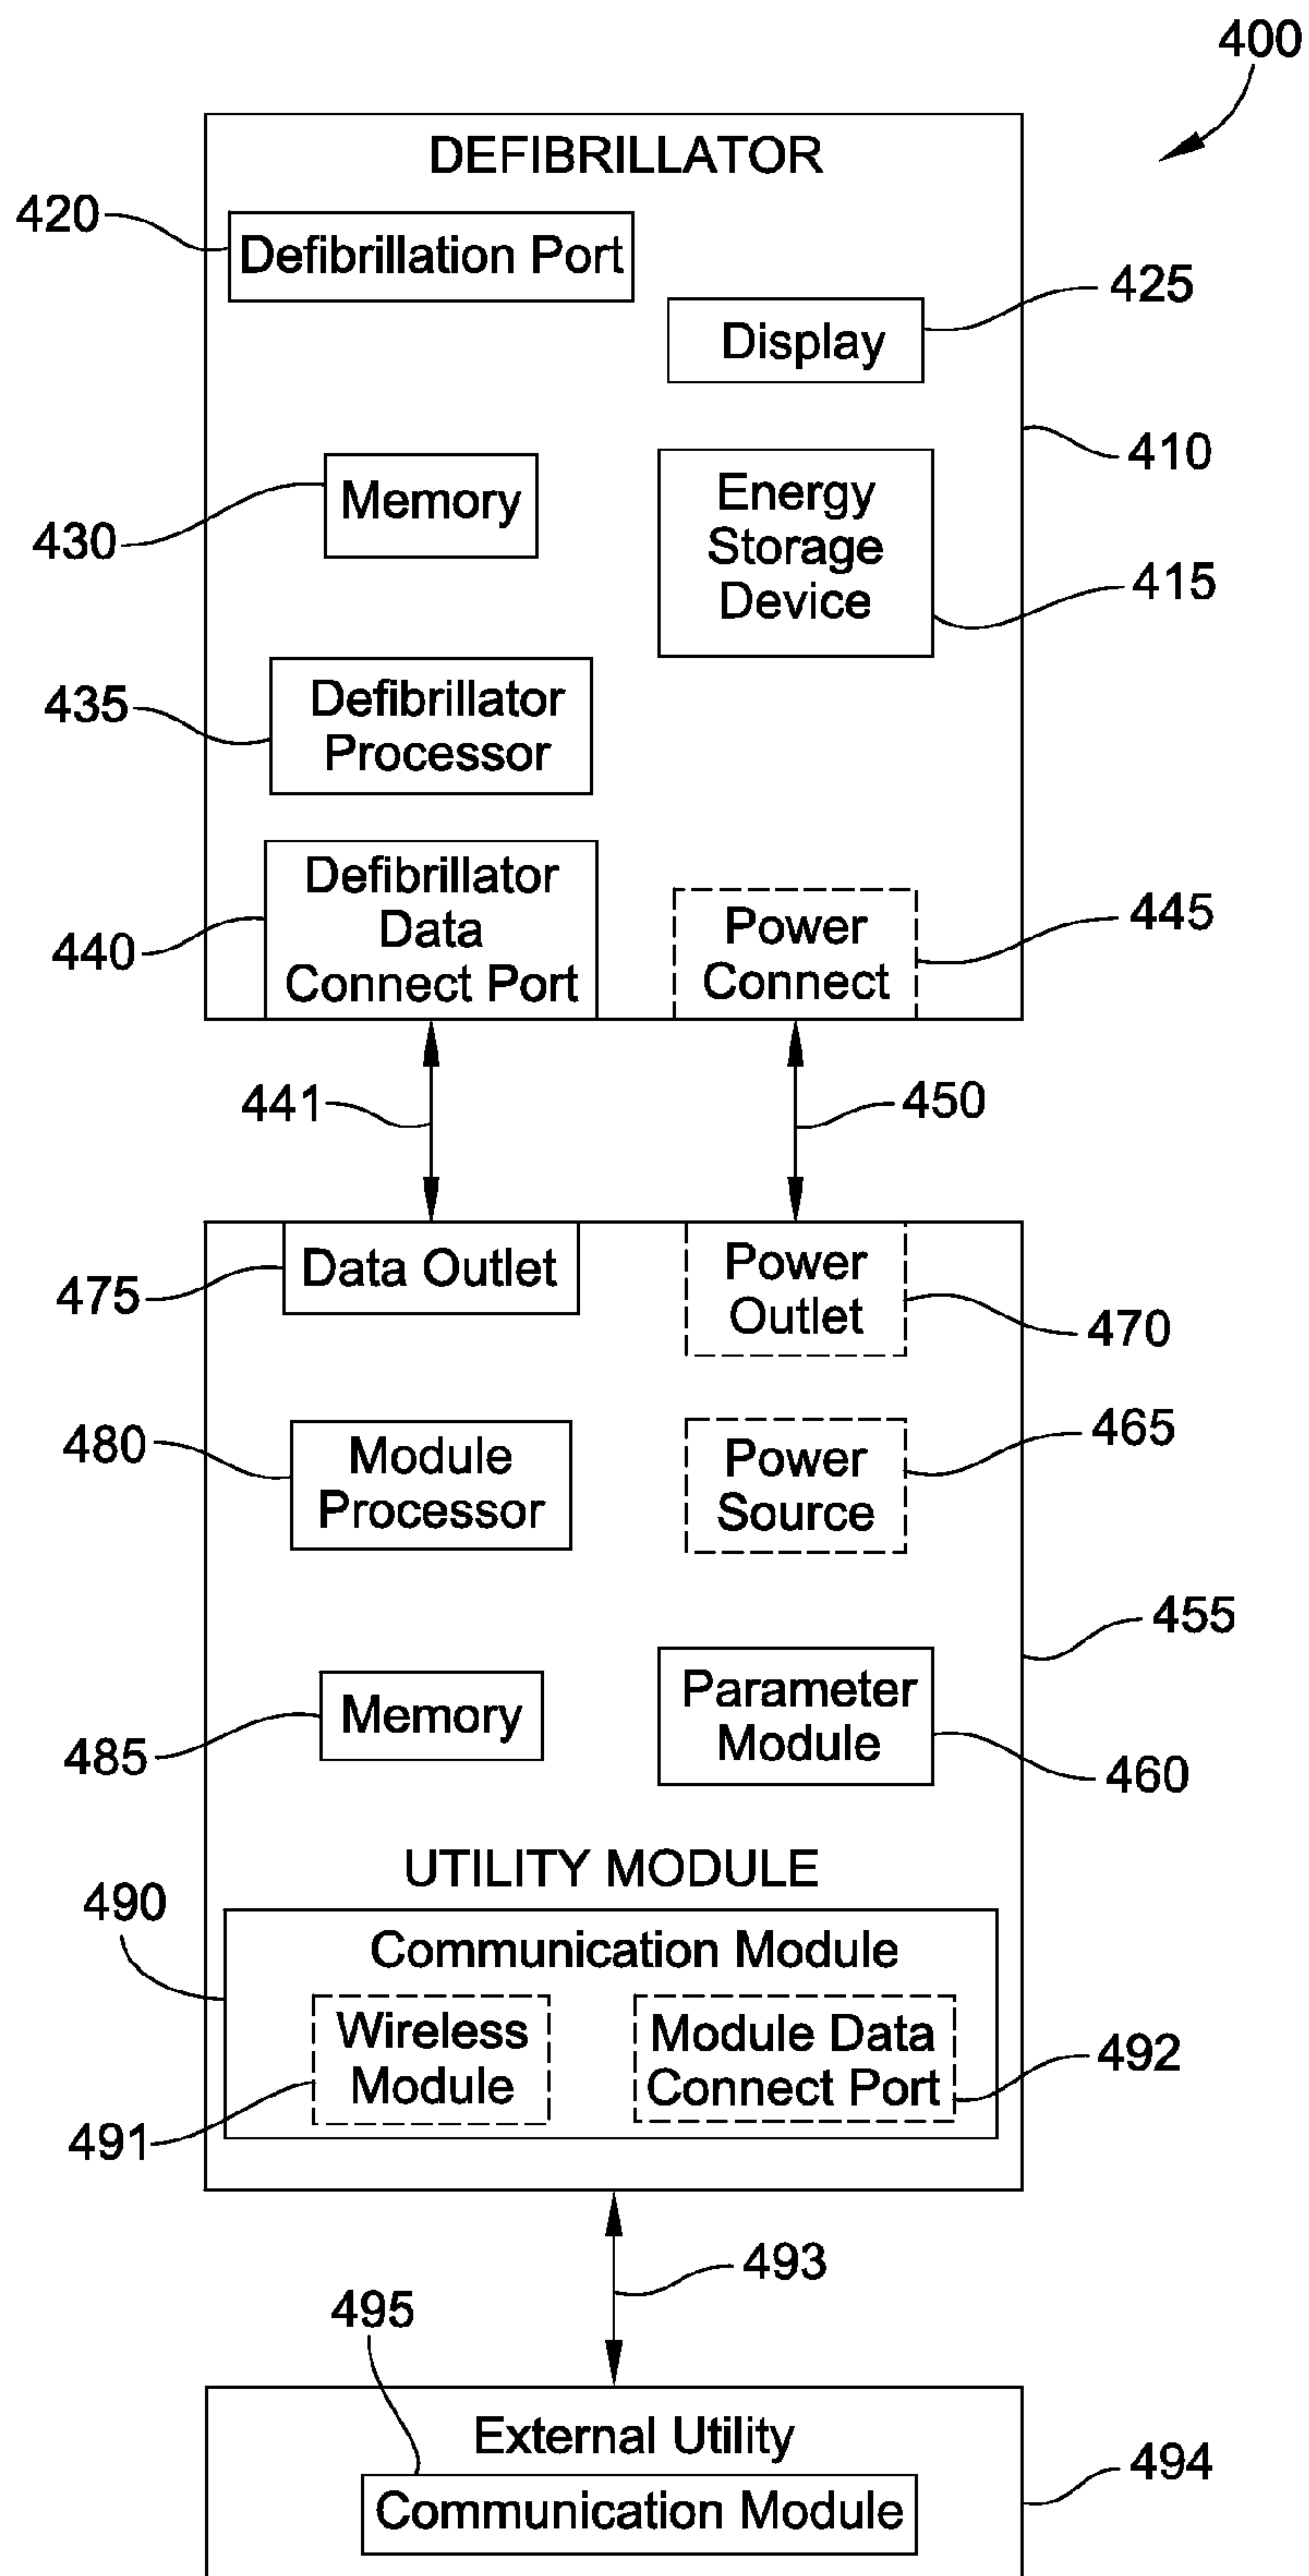 400
DEFIBRILLATOR
420
Defibrillation Port
425
Display
410
430
Memory
Energy
Storage
Device
415
435
Defibrillator
Processor
440
Defibrillator
Data
Connect Port
Power
Connect
445
441
450
475
Data Outlet
Power
Outlet
470
480
Module
Processor
Power
Source
465
455
485
Memory
Parameter
Module
460
UTILITY MODULE
490
Communication Module
Wireless
Module
491
Module Data
Connect Port
492
493
495
External Utility
Communication Module
494